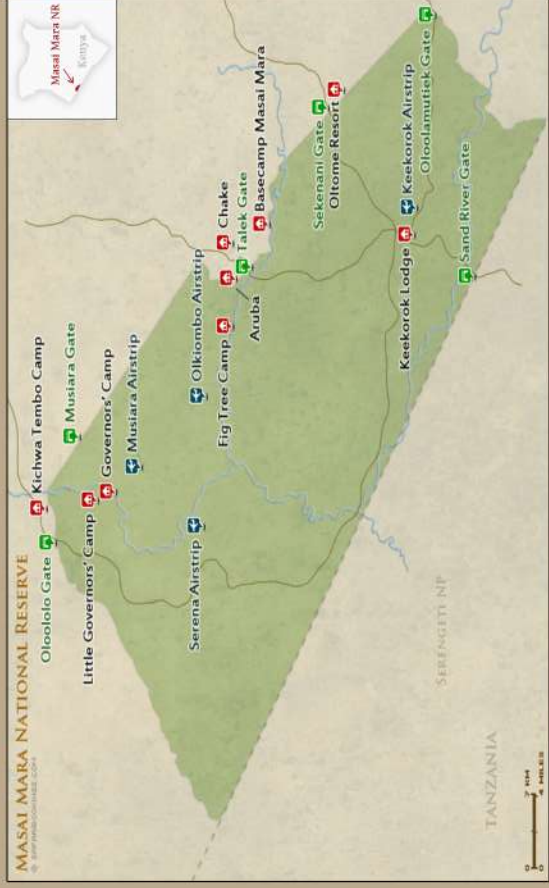 MASAI MARA NATIONAL RESERVE
© SAFARIBOOKINGS.COM
Masai Mara NR
Kenya
Kichwa Tembo Camp
Oloololo Gate
Musiara Gate
Little Governors' Camp
Governors' Camp
Musiara Airstrip
Serena Airstrip
Olkiombo Airstrip
Fig Tree Camp
Chake
Talek Gate
Aruba
Basecamp Masai Mara
Sekenani Gate
Oltome Resort
Keekorok Lodge
Keekorok Airstrip
Oloolamutiek Gate
Sand River Gate
SERENGETI NP
TANZANIA
0 7 KM
0 4 MILES